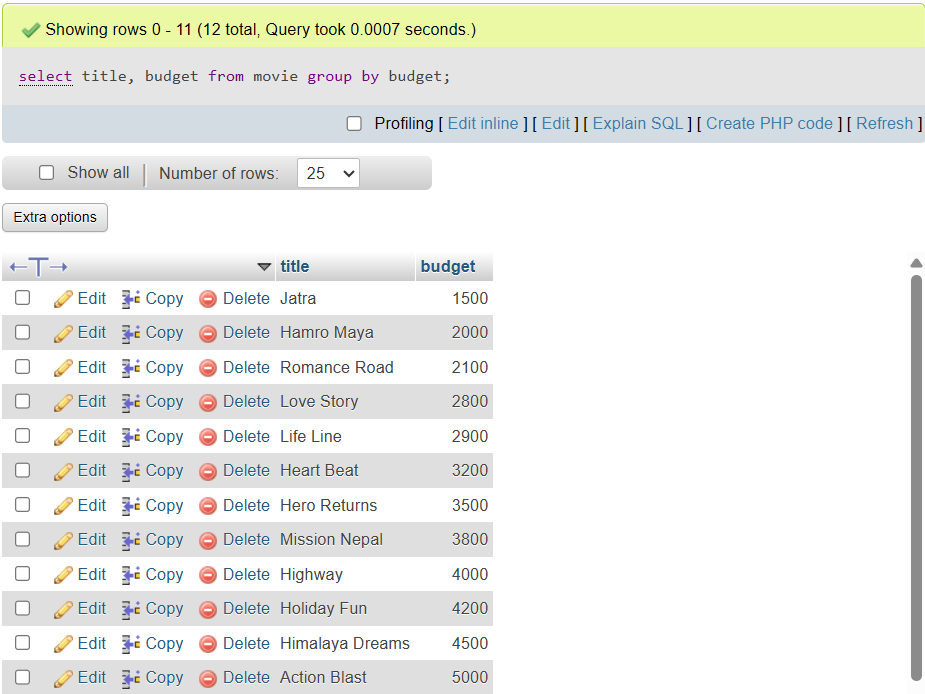 Showing rows 0 - 11 (12 total, Query took 0.0007 seconds.)
select title, budget from movie group by budget;
Profiling [ Edit inline ] [ Edit ] [ Explain SQL ] [ Create PHP code ] [ Refresh ]
Show all Number of rows: 25
Extra options
←T→ title budget
Edit Copy Delete Jatra 1500
Edit Copy Delete Hamro Maya 2000
Edit Copy Delete Romance Road 2100
Edit Copy Delete Love Story 2800
Edit Copy Delete Life Line 2900
Edit Copy Delete Heart Beat 3200
Edit Copy Delete Hero Returns 3500
Edit Copy Delete Mission Nepal 3800
Edit Copy Delete Highway 4000
Edit Copy Delete Holiday Fun 4200
Edit Copy Delete Himalaya Dreams 4500
Edit Copy Delete Action Blast 5000